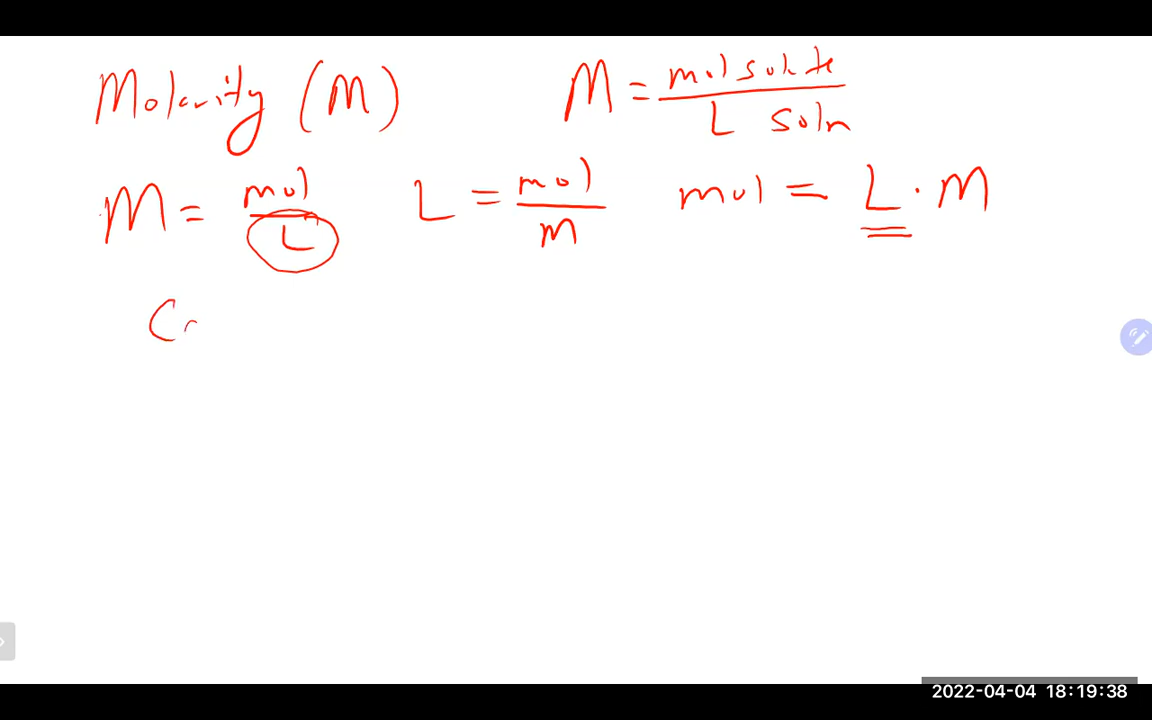 Molarity (M) M = mol solute / L soln
M = mol / L L = mol / M mol = L · M
2022-04-04 18:19:38